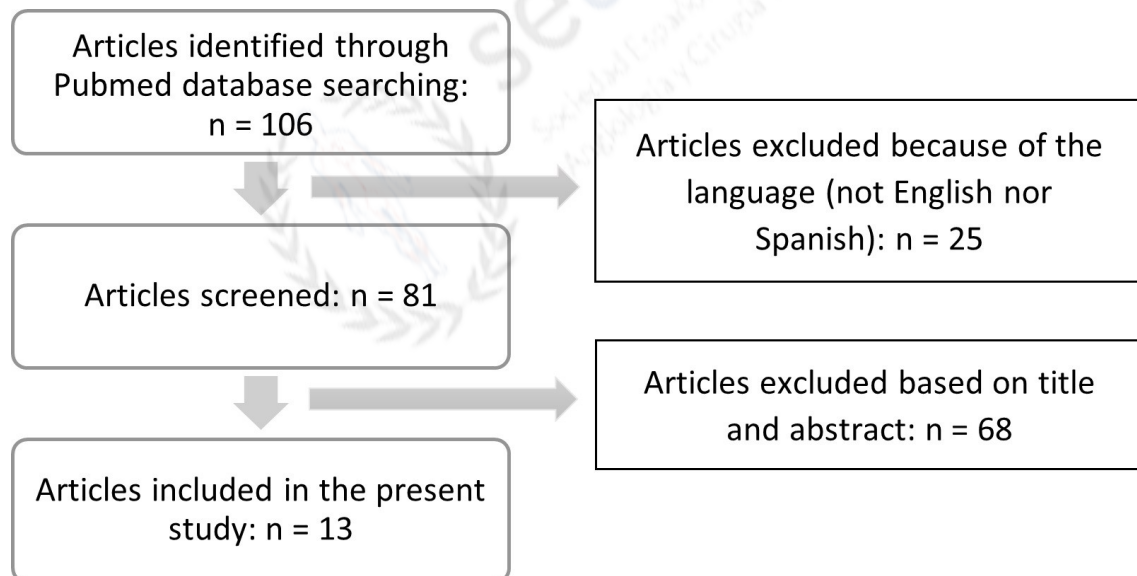 Articles identified through
Pubmed database searching:
n = 106
Articles excluded because of the
language (not English nor
Spanish): n = 25
Articles screened: n = 81
Articles excluded based on title
and abstract: n = 68
Articles included in the present
study: n = 13